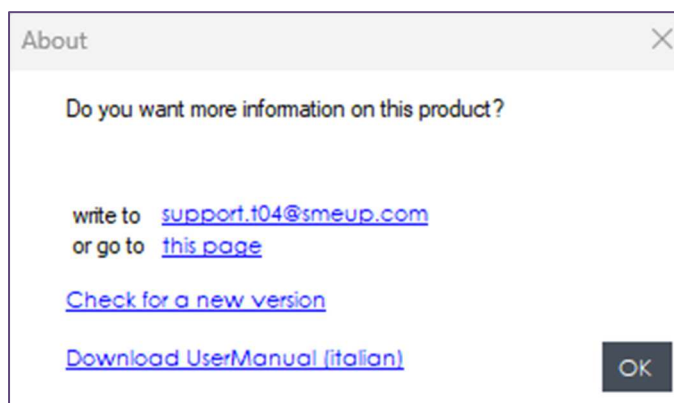 About
Do you want more information on this product?
write to support.t04@smeup.com
or go to this page
Check for a new version
Download UserManual (italian)
OK